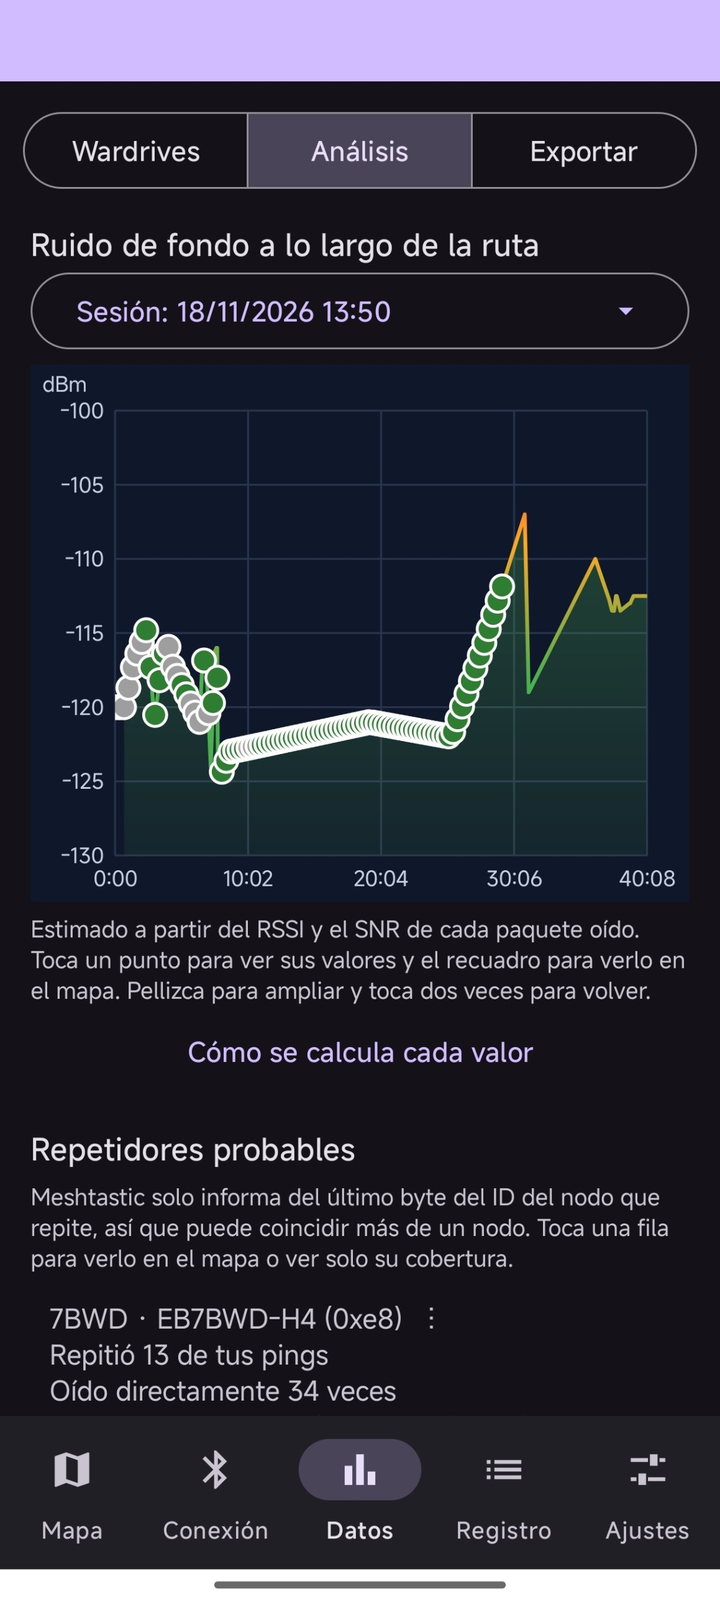 Wardrives
Análisis
Exportar
Ruido de fondo a lo largo de la ruta
Sesión: 18/11/2026 13:50
dBm
-100
-105
-110
-115
-120
-125
-130
0:00
10:02
20:04
30:06
40:08
Estimado a partir del RSSI y el SNR de cada paquete oído.
Toca un punto para ver sus valores y el recuadro para verlo en
el mapa. Pellizca para ampliar y toca dos veces para volver.
Cómo se calcula cada valor
Repetidores probables
Meshtastic solo informa del último byte del ID del nodo que
repite, así que puede coincidir más de un nodo. Toca una fila
para verlo en el mapa o ver solo su cobertura.
7BWD · EB7BWD-H4 (0xe8)
Repitió 13 de tus pings
Oído directamente 34 veces
Mapa
Conexión
Datos
Registro
Ajustes